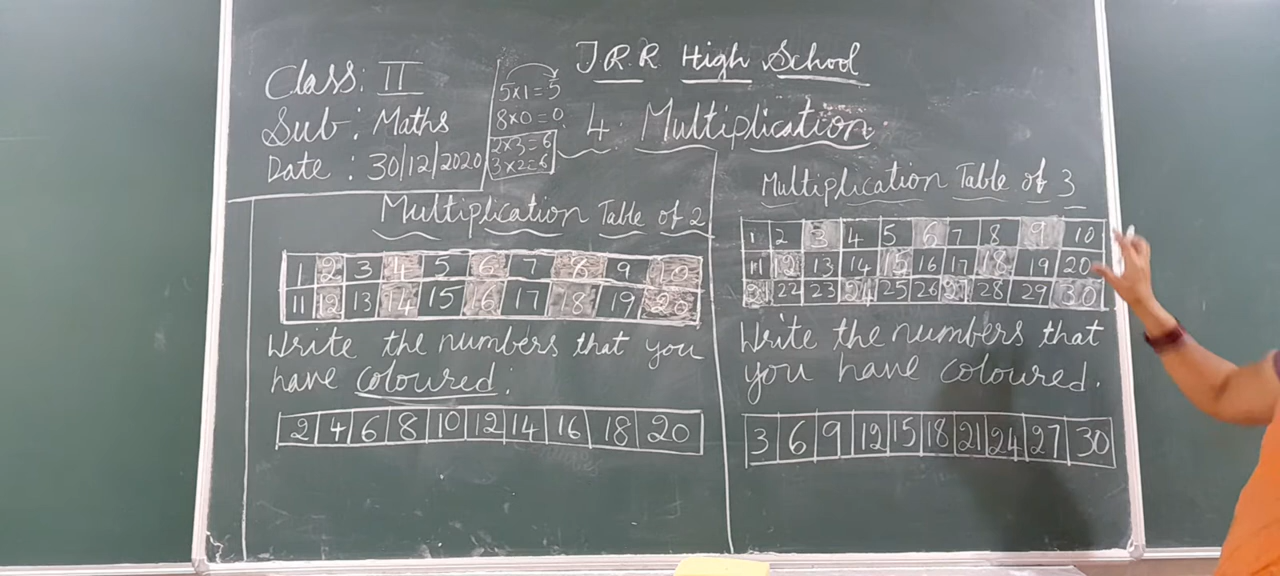 J.R.R High School
Class: II
Sub: Maths
Date: 30/12/2020
5×1=5
8×0=0
2×3=6
3×2=6
4. Multiplication.
Multiplication Table of 2
1 2 3 4 5 6 7 8 9 10
11 12 13 14 15 16 17 18 19 20
Write the numbers that you
have coloured:
2 4 6 8 10 12 14 16 18 20
Multiplication Table of 3
1 2 3 4 5 6 7 8 9 10
11 12 13 14 15 16 17 18 19 20
21 22 23 24 25 26 27 28 29 30
Write the numbers that
you have coloured.
3 6 9 12 15 18 21 24 27 30